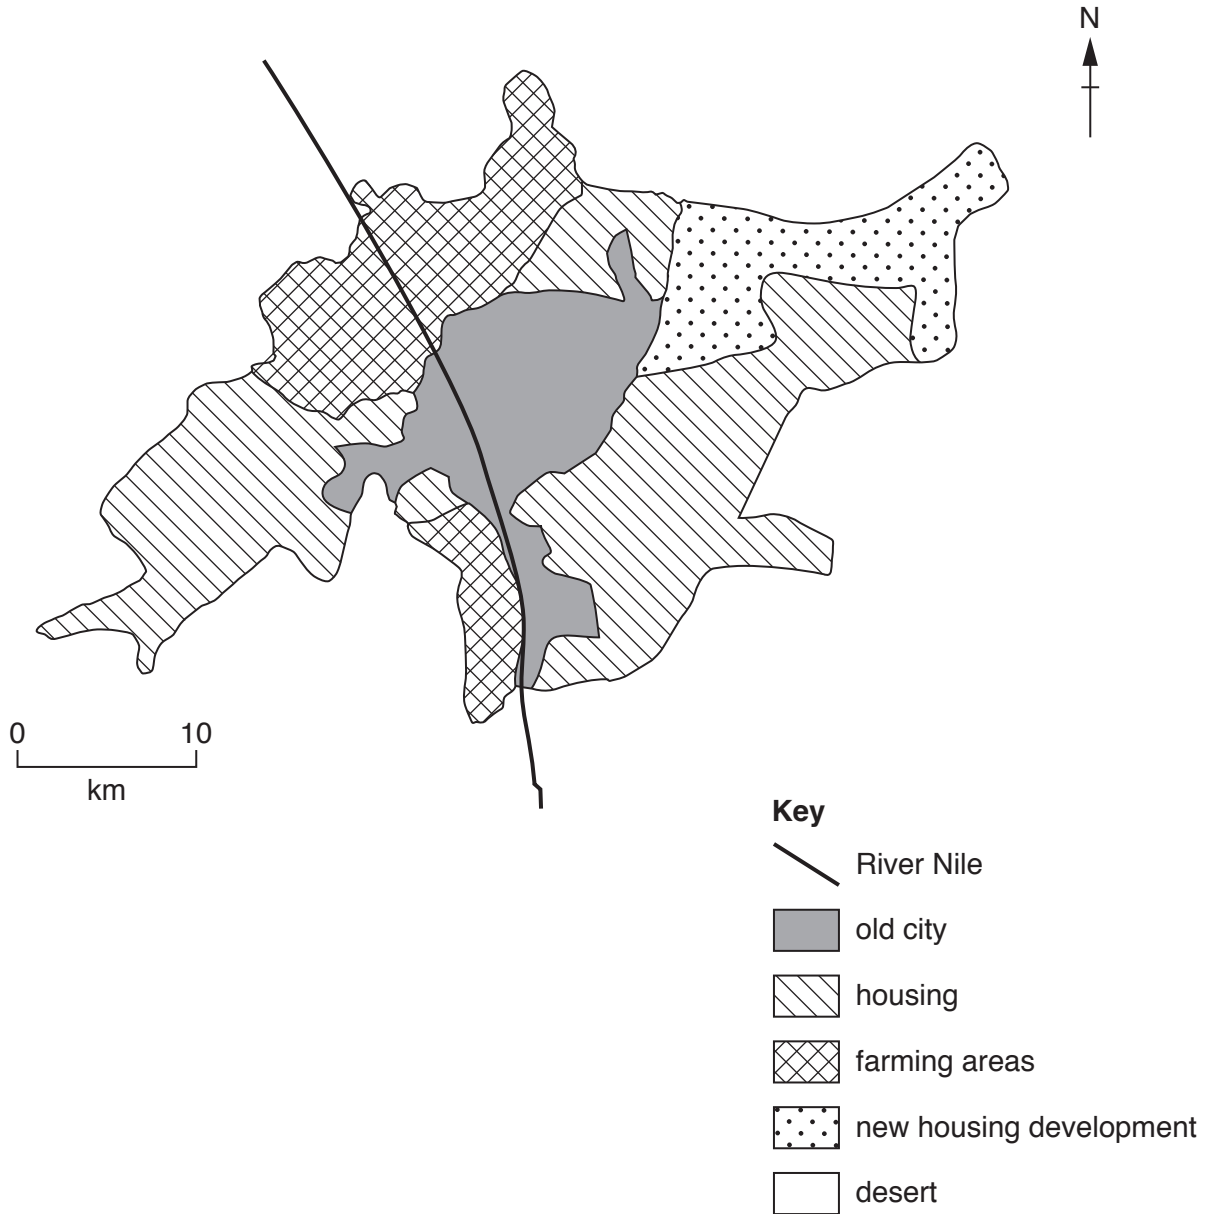 N
0 10
km
Key
River Nile
old city
housing
farming areas
new housing development
desert